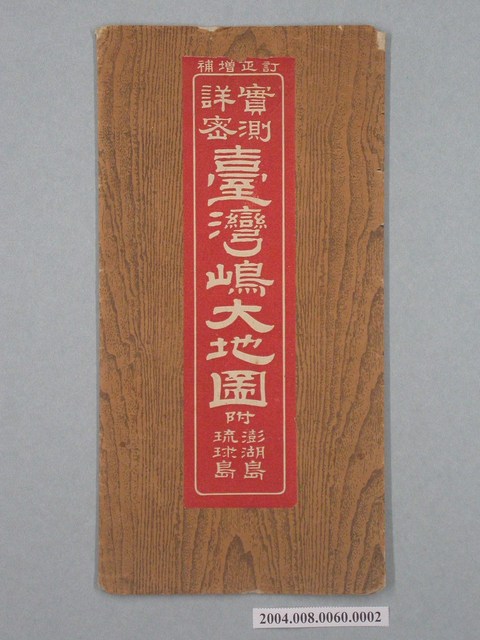 訂正增補
實測
詳密
臺灣嶋大地圖
附
澎湖島
琉球島
2004.008.0060.0002